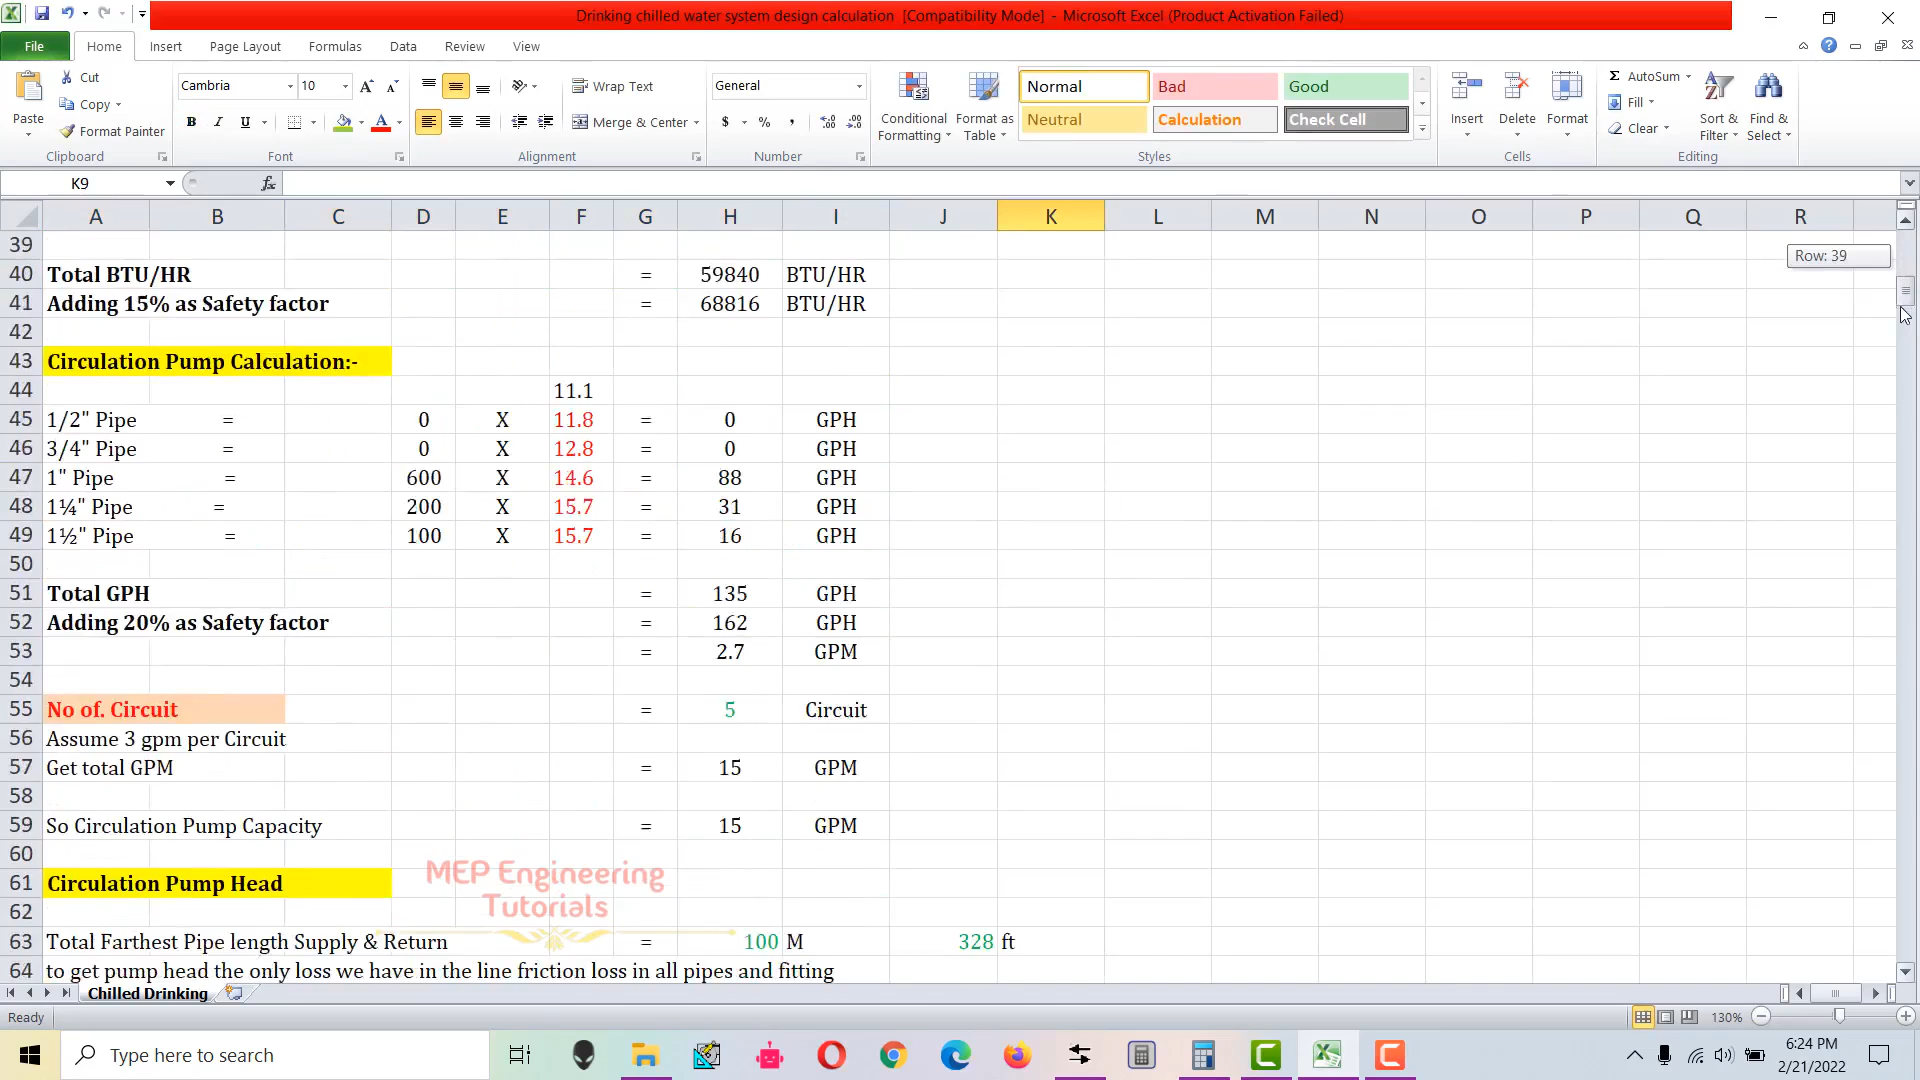 Drinking chilled water system design calculation [Compatibility Mode] - Microsoft Excel (Product Activation Failed)
File Home Insert Page Layout Formulas Data Review View
Paste Cut Copy Format Painter
Cambria 10 B I U
Wrap Text Merge & Center
General $ % ,
Conditional Formatting Format as Table
Normal Bad Good
Neutral Calculation Check Cell
Insert Delete Format
Σ AutoSum Fill Clear Sort & Filter Find & Select
Clipboard Font Alignment Number Styles Cells Editing
K9 fx
A B C D E F G H I J K L M N O P Q R
39
Row: 39
40 Total BTU/HR = 59840 BTU/HR
41 Adding 15% as Safety factor = 68816 BTU/HR
42
43 Circulation Pump Calculation:-
44 11.1
45 1/2" Pipe = 0 X 11.8 = 0 GPH
46 3/4" Pipe = 0 X 12.8 = 0 GPH
47 1" Pipe = 600 X 14.6 = 88 GPH
48 1¼" Pipe = 200 X 15.7 = 31 GPH
49 1½" Pipe = 100 X 15.7 = 16 GPH
50
51 Total GPH = 135 GPH
52 Adding 20% as Safety factor = 162 GPH
53 = 2.7 GPM
54
55 No of. Circuit = 5 Circuit
56 Assume 3 gpm per Circuit
57 Get total GPM = 15 GPM
58
59 So Circulation Pump Capacity = 15 GPM
60
MEP Engineering
61 Circulation Pump Head
Tutorials
62
63 Total Farthest Pipe length Supply & Return = 100 M 328 ft
64 to get pump head the only loss we have in the line friction loss in all pipes and fitting
Chilled Drinking
Ready 130%
Type here to search
6:24 PM
2/21/2022